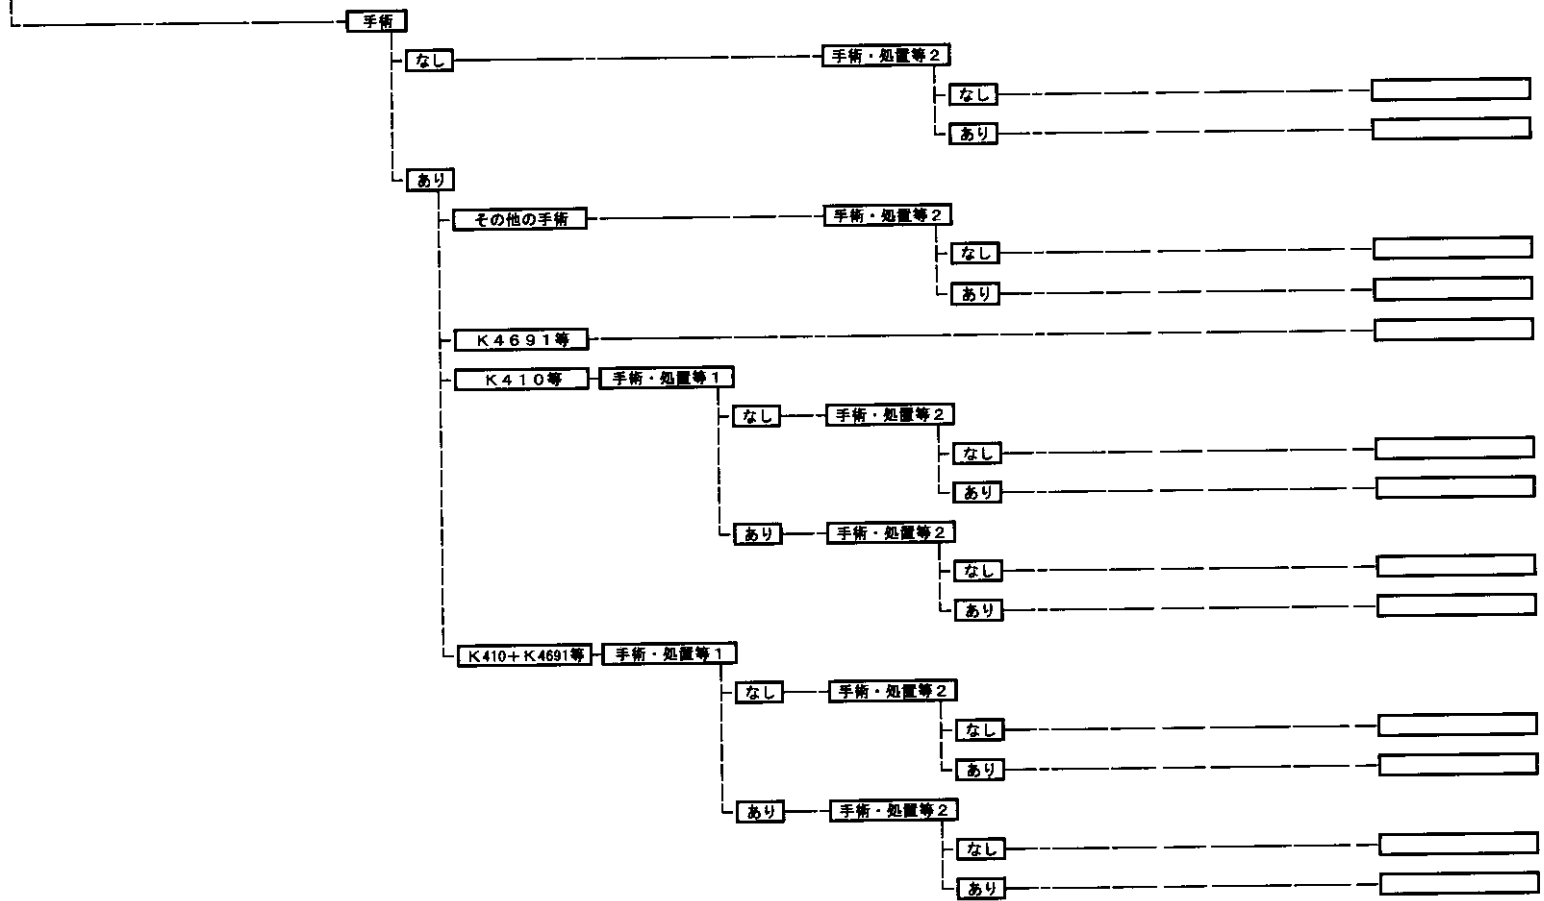 手術
なし 手術・処置等２
なし
あり
あり
その他の手術 手術・処置等２
なし
あり
Ｋ４６９１等
Ｋ４１０等 手術・処置等１
なし 手術・処置等２
なし
あり
あり 手術・処置等２
なし
あり
Ｋ410＋Ｋ4691等 手術・処置等１
なし 手術・処置等２
なし
あり
あり 手術・処置等２
なし
あり